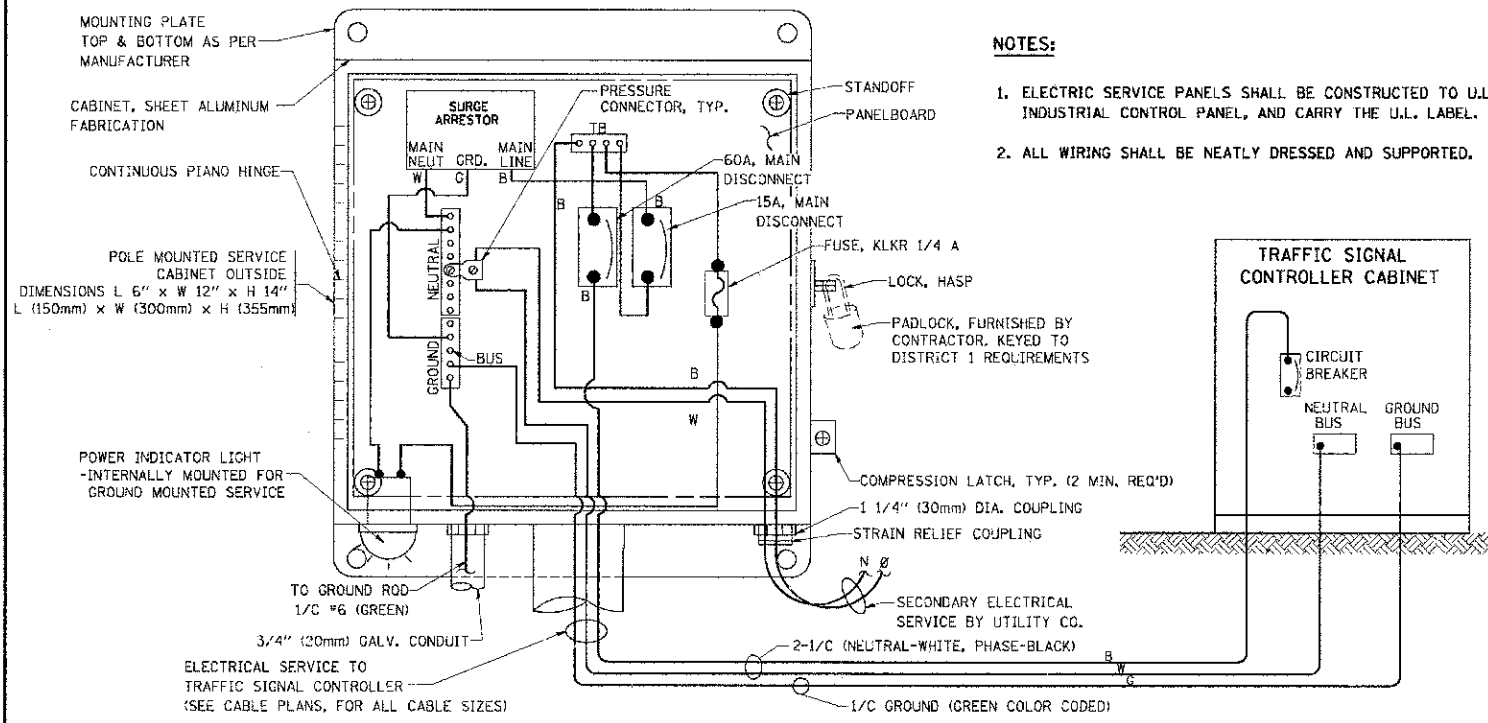 MOUNTING PLATE
TOP & BOTTOM AS PER
MANUFACTURER
CABINET, SHEET ALUMINUM
FABRICATION
CONTINUOUS PIANO HINGE
POLE MOUNTED SERVICE
CABINET OUTSIDE
DIMENSIONS L 6" x W 12" x H 14"
L (150mm) x W (300mm) x H (355mm)
POWER INDICATOR LIGHT
-INTERNALLY MOUNTED FOR
GROUND MOUNTED SERVICE
SURGE
ARRESTOR
MAIN
NEUT
GRD.
MAIN
LINE
W
G
B
PRESSURE
CONNECTOR, TYP.
TB
STANDOFF
PANELBOARD
60A, MAIN
DISCONNECT
15A, MAIN
DISCONNECT
B
B
B
FUSE, KLKR 1/4 A
NEUTRAL
GROUND
BUS
B
W
LOCK, HASP
PADLOCK, FURNISHED BY
CONTRACTOR, KEYED TO
DISTRICT 1 REQUIREMENTS
COMPRESSION LATCH, TYP. (2 MIN. REQ'D)
1 1/4" (30mm) DIA. COUPLING
STRAIN RELIEF COUPLING
N Ø
SECONDARY ELECTRICAL
SERVICE BY UTILITY CO.
TO GROUND ROD
1/C #6 (GREEN)
3/4" (20mm) GALV. CONDUIT
ELECTRICAL SERVICE TO
TRAFFIC SIGNAL CONTROLLER
(SEE CABLE PLANS, FOR ALL CABLE SIZES)
2-1/C (NEUTRAL-WHITE, PHASE-BLACK)
1/C GROUND (GREEN COLOR CODED)
B
W
G
NOTES:
1. ELECTRIC SERVICE PANELS SHALL BE CONSTRUCTED TO U.L
INDUSTRIAL CONTROL PANEL, AND CARRY THE U.L. LABEL.
2. ALL WIRING SHALL BE NEATLY DRESSED AND SUPPORTED.
TRAFFIC SIGNAL
CONTROLLER CABINET
CIRCUIT
BREAKER
NEUTRAL
BUS
GROUND
BUS